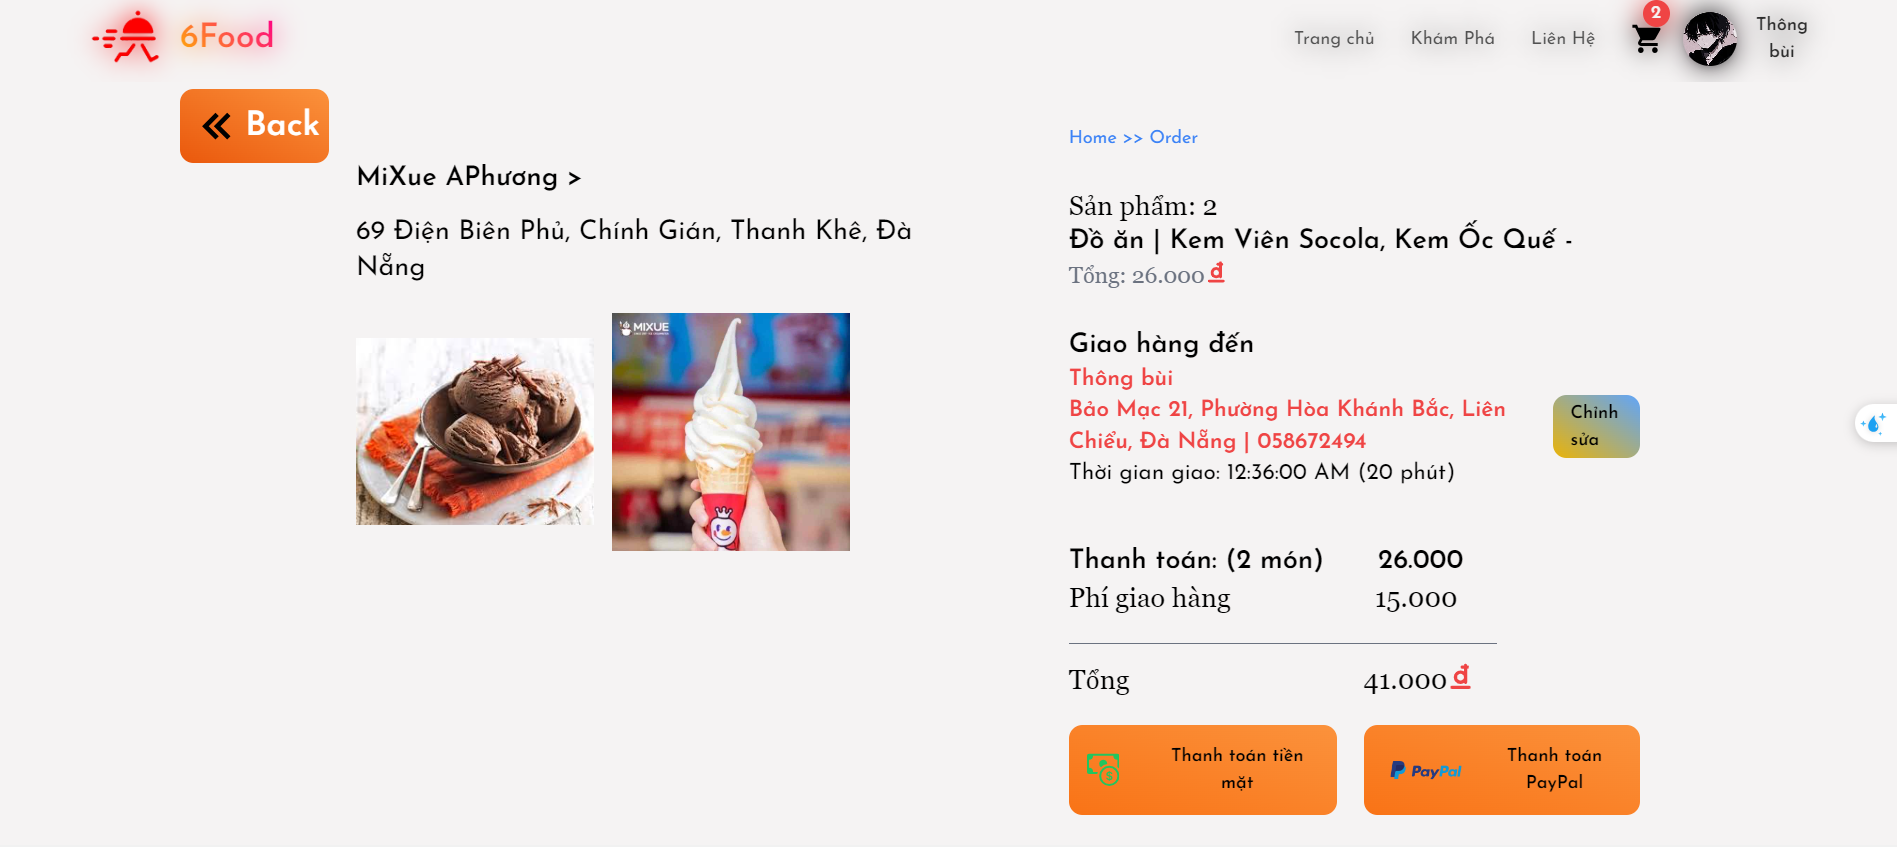 6Food
Trang chủ
Khám Phá
Liên Hệ
2
Thông
bùi
Back
Home >> Order
MiXue APhương >
69 Điện Biên Phủ, Chính Gián, Thanh Khê, Đà
Nẵng
MIXUE
Sản phẩm: 2
Đồ ăn | Kem Viên Socola, Kem Ốc Quế -
Tổng: 26.000 đ
Giao hàng đến
Thông bùi
Bảo Mạc 21, Phường Hòa Khánh Bắc, Liên
Chiểu, Đà Nẵng | 058672494
Thời gian giao: 12:36:00 AM (20 phút)
Chỉnh
sửa
Thanh toán: (2 món) 26.000
Phí giao hàng 15.000
Tổng 41.000 đ
Thanh toán tiền
mặt
PayPal
Thanh toán
PayPal